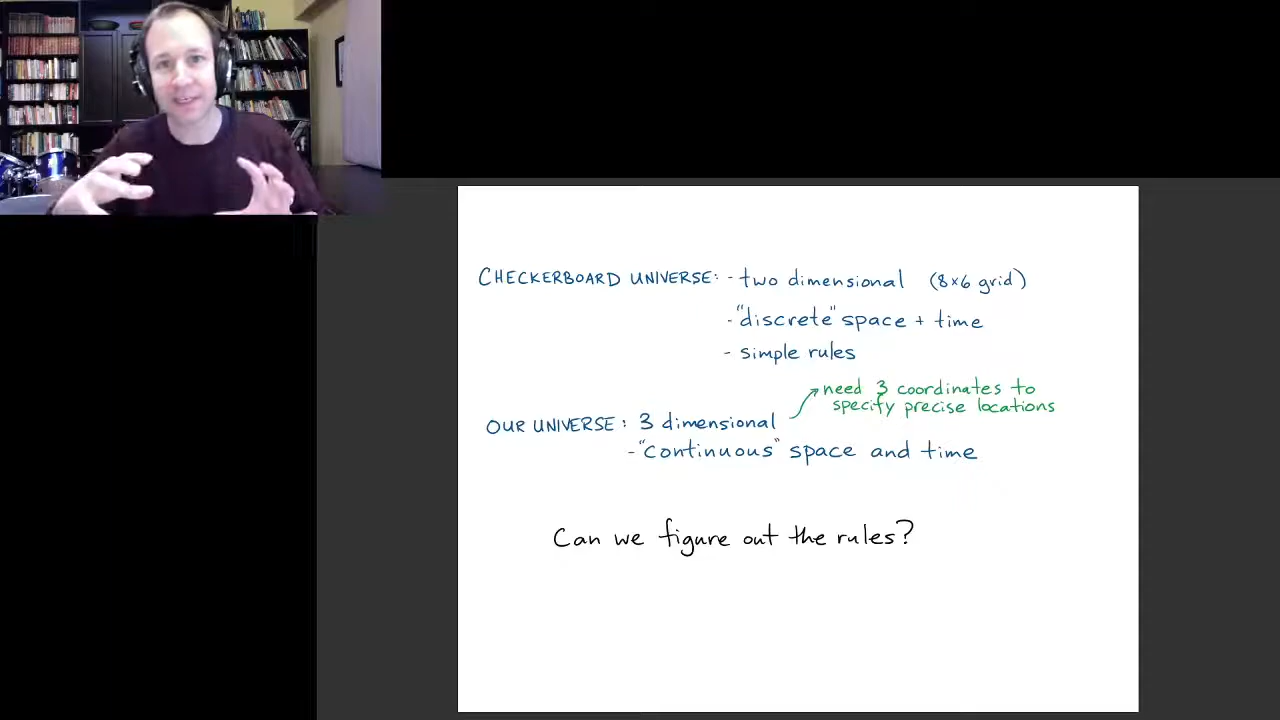 CHECKERBOARD UNIVERSE: - two dimensional (8×6 grid)
- "discrete" space + time
- simple rules
need 3 coordinates to
specify precise locations
OUR UNIVERSE: 3 dimensional
- "continuous" space and time
Can we figure out the rules?